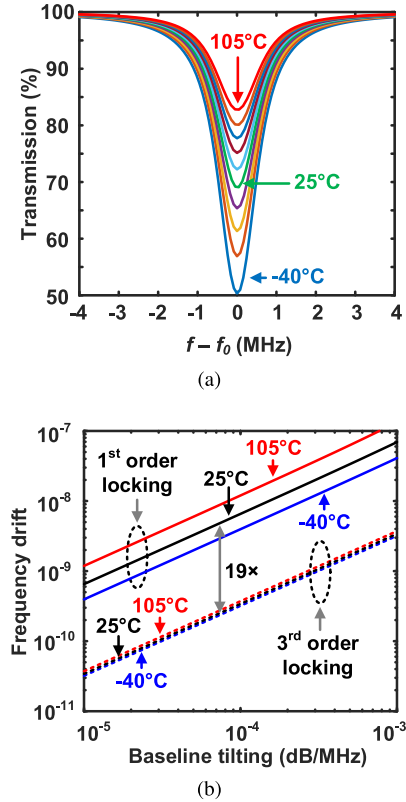 100
90
80
70
60
50
Transmission (%)
105°C
25°C
-40°C
-4 -3 -2 -1 0 1 2 3 4
f – f0 (MHz)
(a)
10^-7
10^-8
10^-9
10^-10
10^-11
Frequency drift
1st order
locking
105°C
25°C
-40°C
19×
25°C
105°C
-40°C
3rd order
locking
10^-5 10^-4 10^-3
Baseline tilting (dB/MHz)
(b)